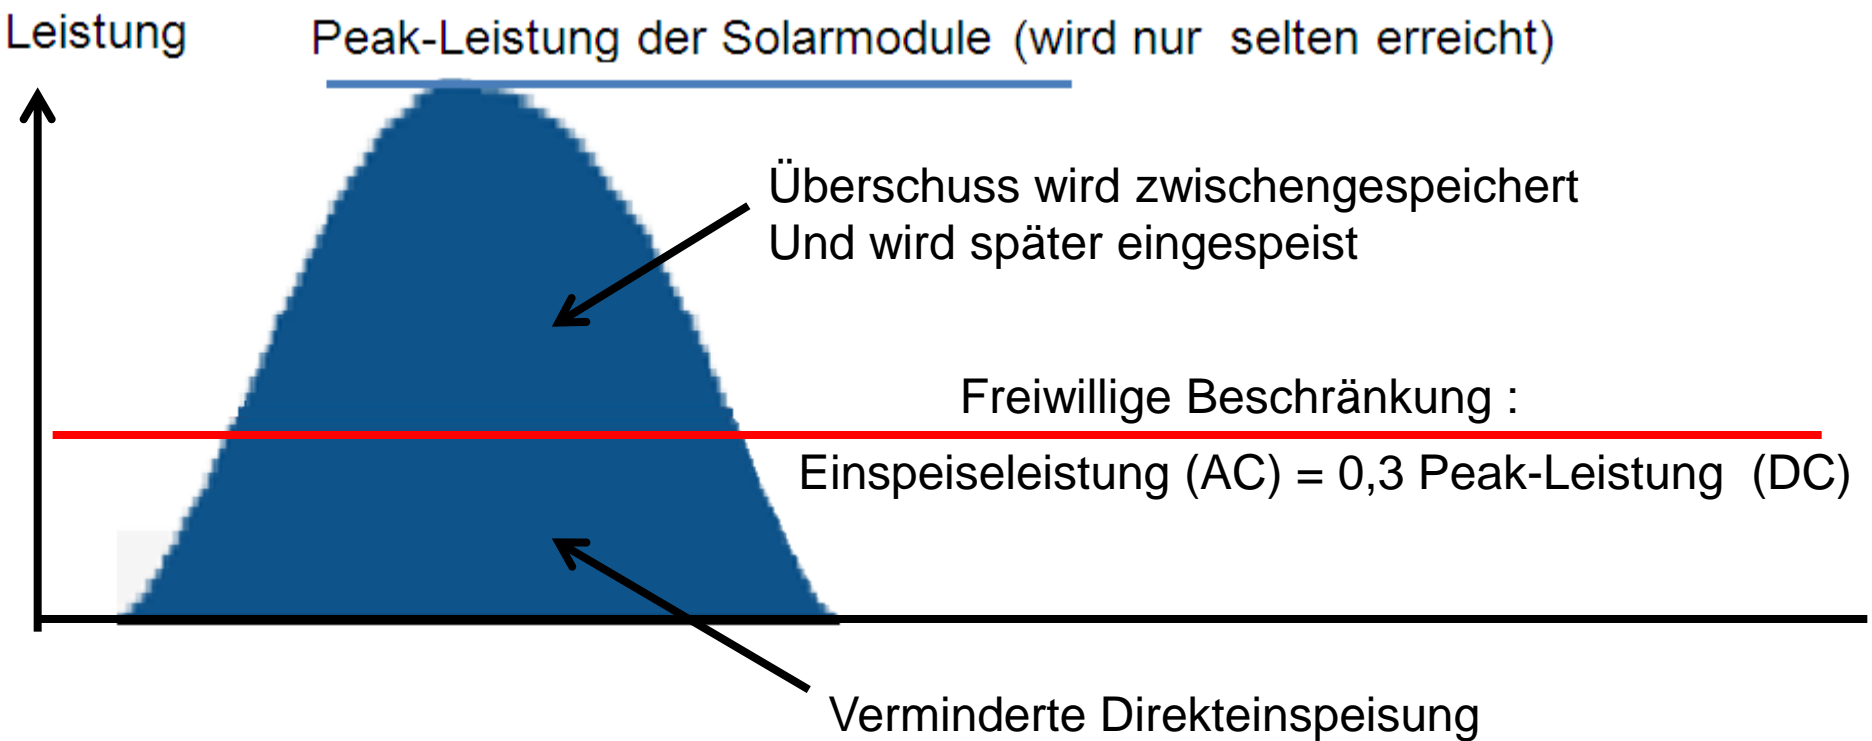 Leistung
Peak-Leistung der Solarmodule (wird nur selten erreicht)
Überschuss wird zwischengespeichert
Und wird später eingespeist
Freiwillige Beschränkung :
Einspeiseleistung (AC) = 0,3 Peak-Leistung (DC)
Verminderte Direkteinspeisung